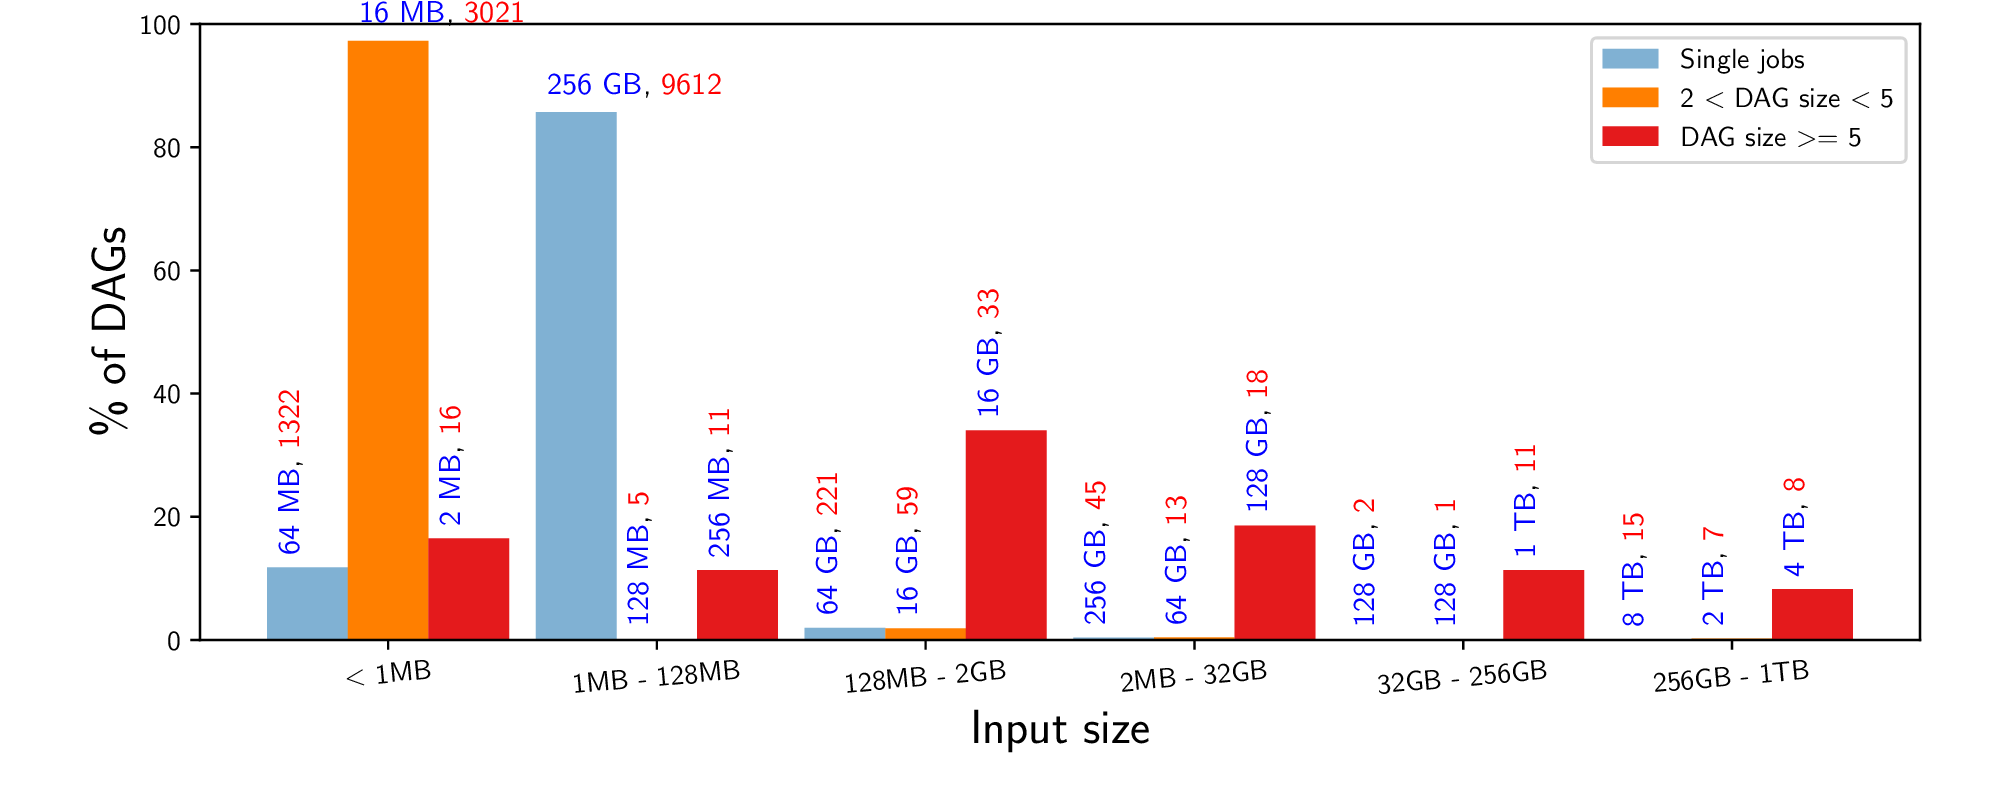 16 MB, 3021
256 GB, 9612
Single jobs
2 < DAG size < 5
DAG size >= 5
% of DAGs
100
80
60
40
20
0
64 MB, 1322
2 MB, 16
128 MB, 5
256 MB, 11
64 GB, 221
16 GB, 59
16 GB, 33
256 GB, 45
64 GB, 13
128 GB, 18
128 GB, 2
128 GB, 1
1 TB, 11
8 TB, 15
2 TB, 7
4 TB, 8
< 1MB
1MB - 128MB
128MB - 2GB
2MB - 32GB
32GB - 256GB
256GB - 1TB
Input size